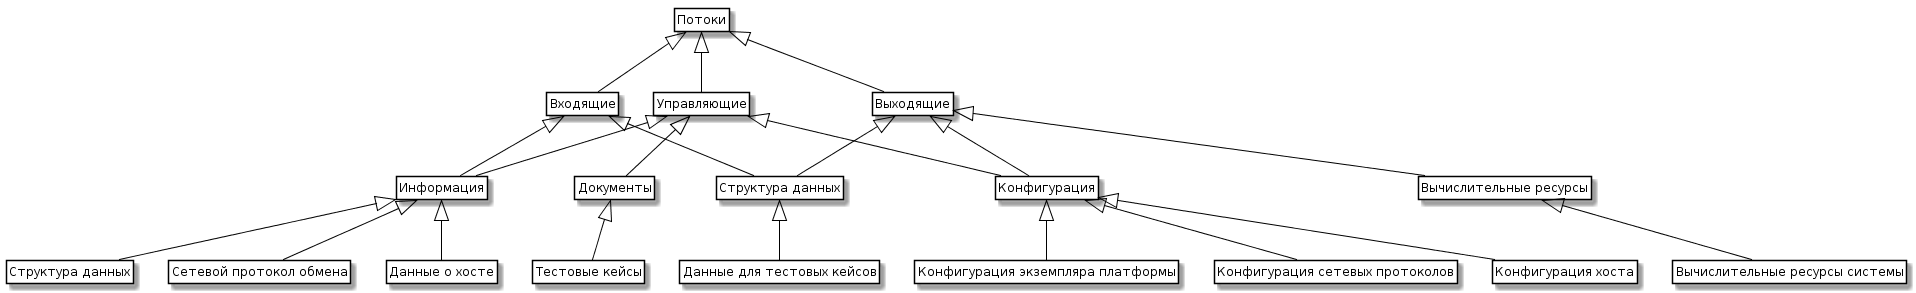 Потоки
Входящие
Управляющие
Выходящие
Информация
Документы
Структура данных
Конфигурация
Вычислительные ресурсы
Структура данных
Сетевой протокол обмена
Данные о хосте
Тестовые кейсы
Данные для тестовых кейсов
Конфигурация экземпляра платформы
Конфигурация сетевых протоколов
Конфигурация хоста
Вычислительные ресурсы системы